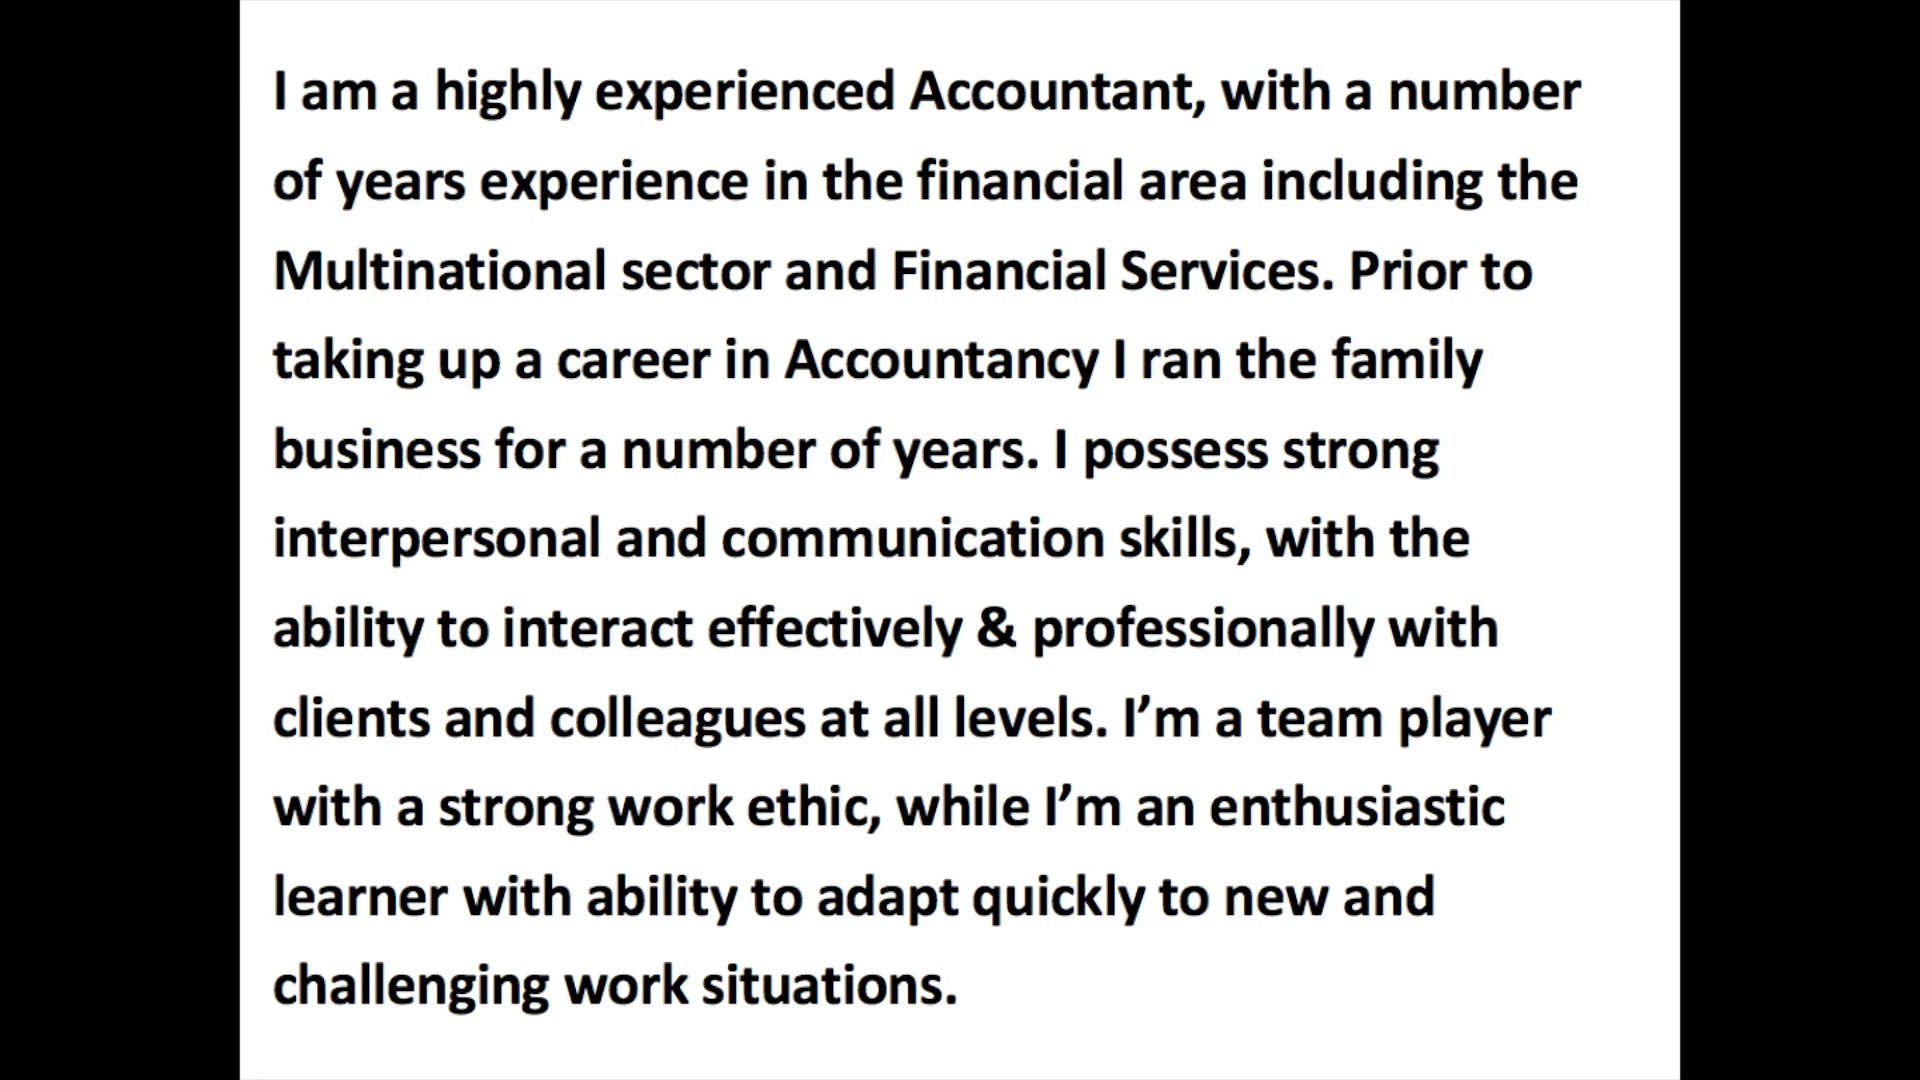 I am a highly experienced Accountant, with a number
of years experience in the financial area including the
Multinational sector and Financial Services. Prior to
taking up a career in Accountancy I ran the family
business for a number of years. I possess strong
interpersonal and communication skills, with the
ability to interact effectively & professionally with
clients and colleagues at all levels. I’m a team player
with a strong work ethic, while I’m an enthusiastic
learner with ability to adapt quickly to new and
challenging work situations.